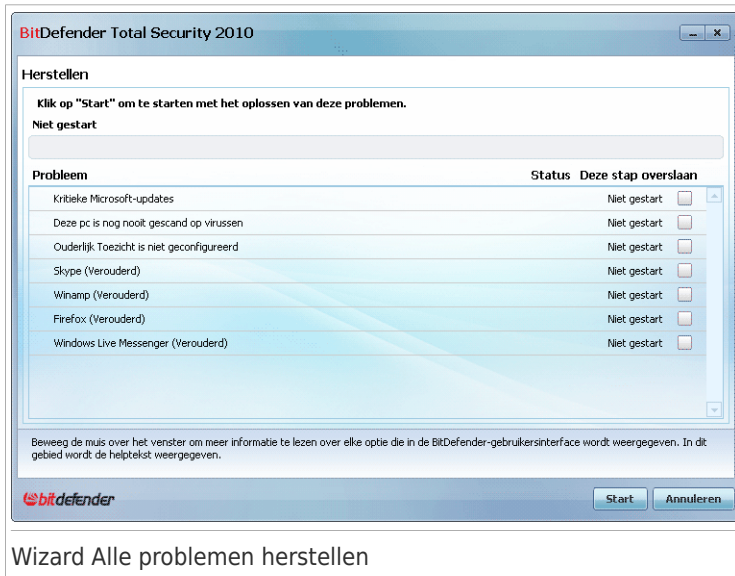 BitDefender Total Security 2010
Herstellen
Klik op "Start" om te starten met het oplossen van deze problemen.
Niet gestart
Probleem Status Deze stap overslaan
Kritieke Microsoft-updates Niet gestart
Deze pc is nog nooit gescand op virussen Niet gestart
Ouderlijk Toezicht is niet geconfigureerd Niet gestart
Skype (Verouderd) Niet gestart
Winamp (Verouderd) Niet gestart
Firefox (Verouderd) Niet gestart
Windows Live Messenger (Verouderd) Niet gestart
Beweeg de muis over het venster om meer informatie te lezen over elke optie die in de BitDefender-gebruikersinterface wordt weergegeven. In dit
gebied wordt de helptekst weergegeven.
bitdefender Start Annuleren
Wizard Alle problemen herstellen